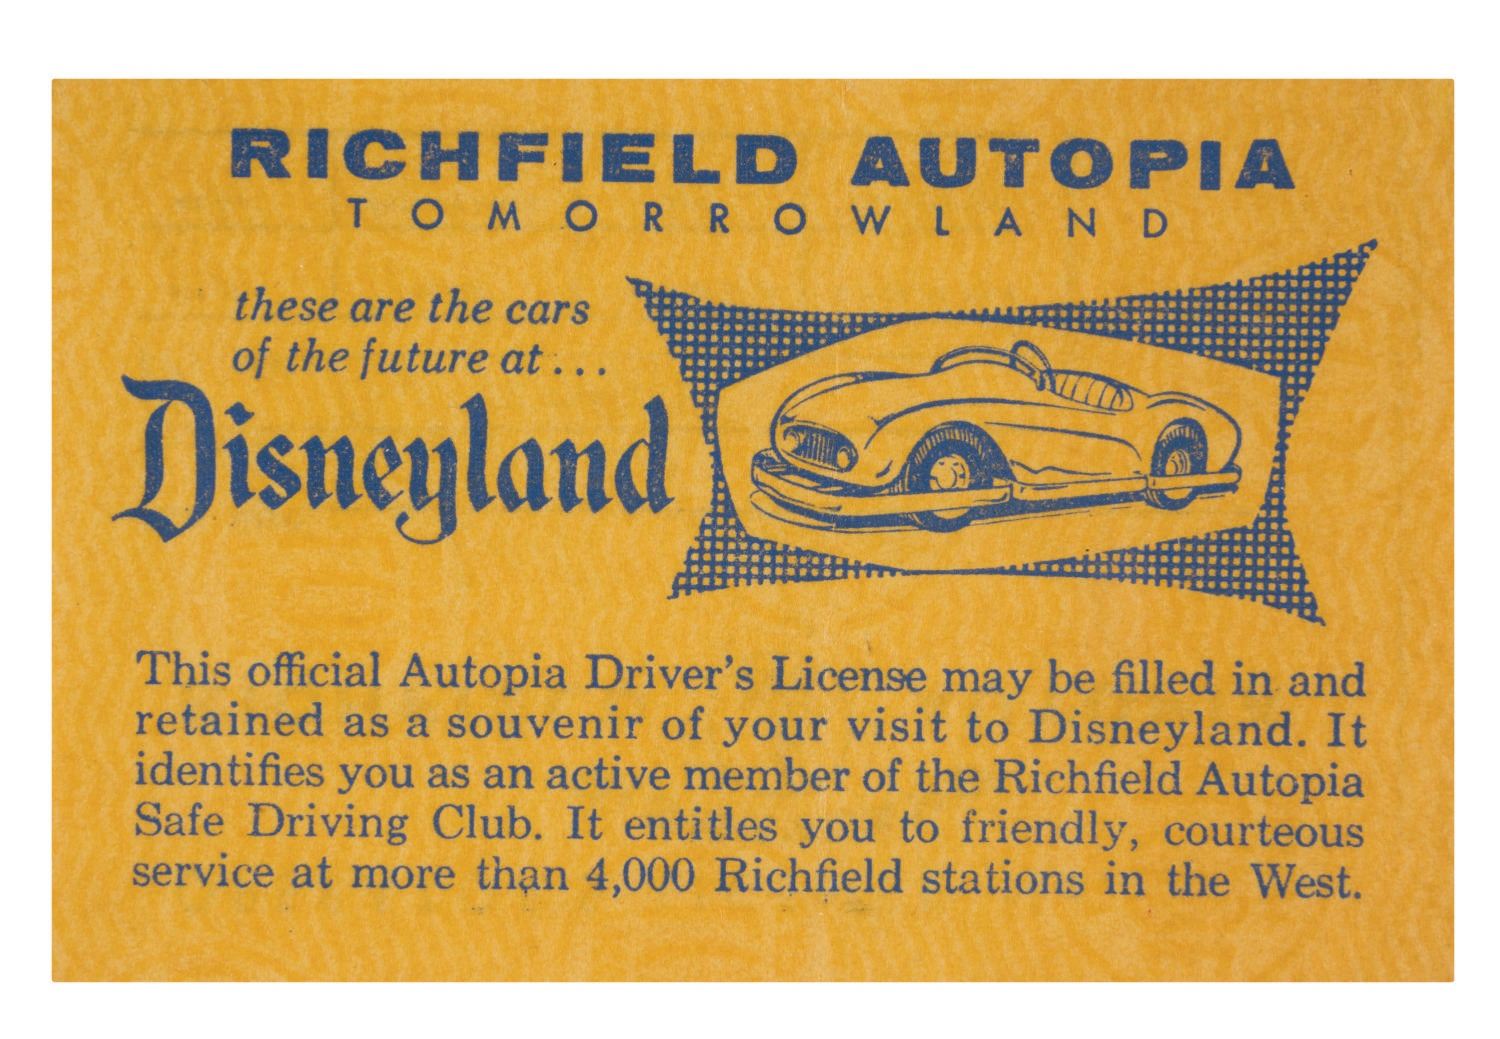 RICHFIELD AUTOPIA
TOMORROWLAND
these are the cars
of the future at...
Disneyland
This official Autopia Driver's License may be filled in and
retained as a souvenir of your visit to Disneyland. It
identifies you as an active member of the Richfield Autopia
Safe Driving Club. It entitles you to friendly, courteous
service at more than 4,000 Richfield stations in the West.